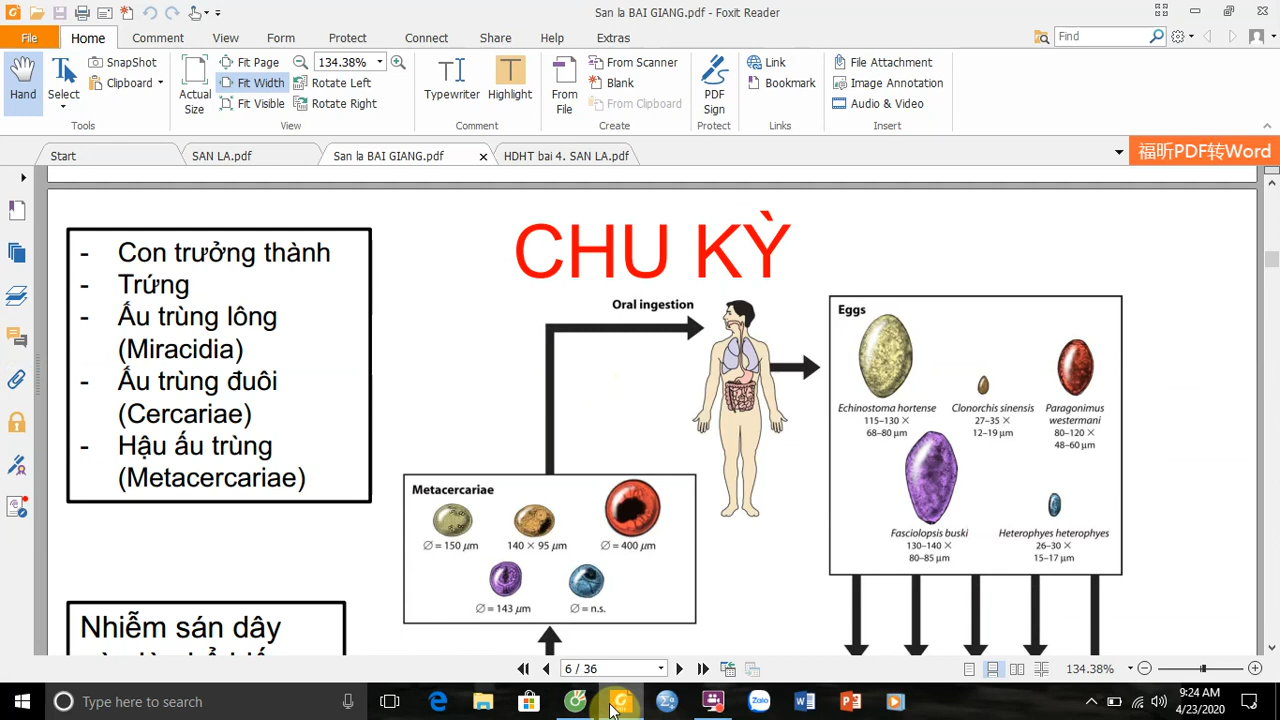 San la BAI GIANG.pdf - Foxit Reader
File Home Comment View Form Protect Connect Share Help Extras
Find
Hand
Select
SnapShot
Clipboard
Tools
Actual Size
Fit Page
Fit Width
Fit Visible
134.38%
Rotate Left
Rotate Right
View
Typewriter
Highlight
Comment
From File
From Scanner
Blank
From Clipboard
Create
PDF Sign
Protect
Link
Bookmark
Links
File Attachment
Image Annotation
Audio & Video
Insert
Start
SAN LA.pdf
San la BAI GIANG.pdf
HDHT bai 4. SAN LA.pdf
福昕PDF转Word
CHU KỲ
- Con trưởng thành
- Trứng
- Ấu trùng lông
(Miracidia)
- Ấu trùng đuôi
(Cercariae)
- Hậu ấu trùng
(Metacercariae)
Oral ingestion
Eggs
Echinostoma hortense
115–130 ×
68–80 µm
Clonorchis sinensis
27–35 ×
12–19 µm
Paragonimus
westermani
80–120 ×
48–60 µm
Fasciolopsis buski
130–140 ×
80–85 µm
Heterophyes heterophyes
26–30 ×
15–17 µm
Metacercariae
∅ = 150 µm
140 × 95 µm
∅ = 400 µm
∅ = 143 µm
∅ = n.s.
Nhiễm sán dây
6 / 36
134.38%
Type here to search
Zalo
9:24 AM
4/23/2020